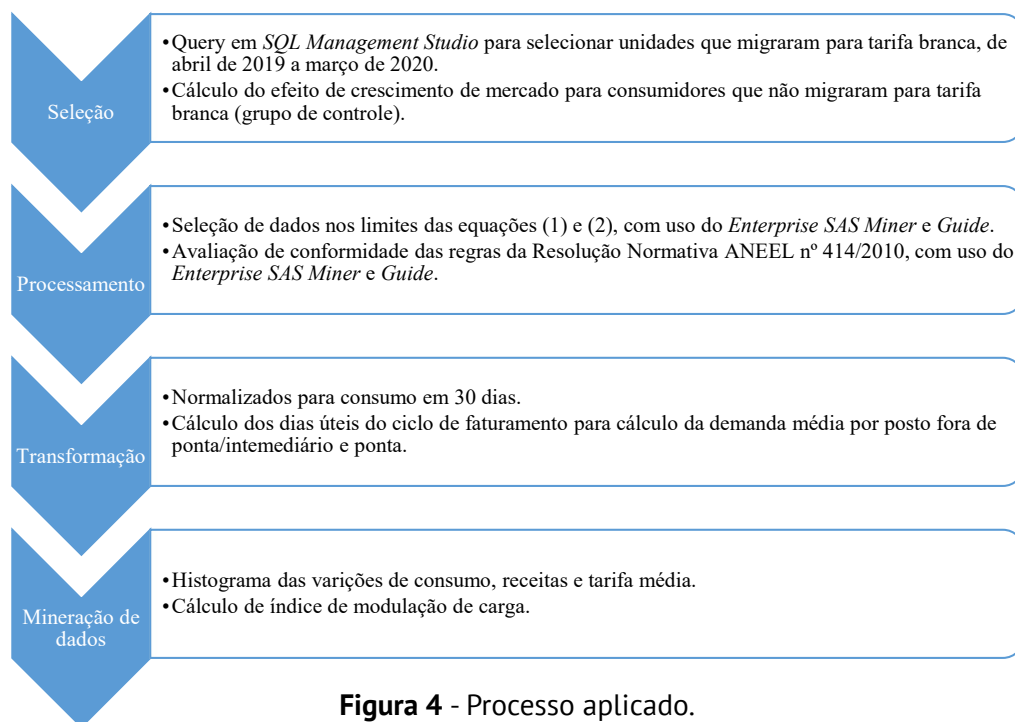 Seleção
•Query em SQL Management Studio para selecionar unidades que migraram para tarifa branca, de
abril de 2019 a março de 2020.
•Cálculo do efeito de crescimento de mercado para consumidores que não migraram para tarifa
branca (grupo de controle).
Processamento
•Seleção de dados nos limites das equações (1) e (2), com uso do Enterprise SAS Miner e Guide.
•Avaliação de conformidade das regras da Resolução Normativa ANEEL nº 414/2010, com uso do
Enterprise SAS Miner e Guide.
Transformação
•Normalizados para consumo em 30 dias.
•Cálculo dos dias úteis do ciclo de faturamento para cálculo da demanda média por posto fora de
ponta/intemediário e ponta.
Mineração de
dados
•Histograma das varições de consumo, receitas e tarifa média.
•Cálculo de índice de modulação de carga.
Figura 4 - Processo aplicado.